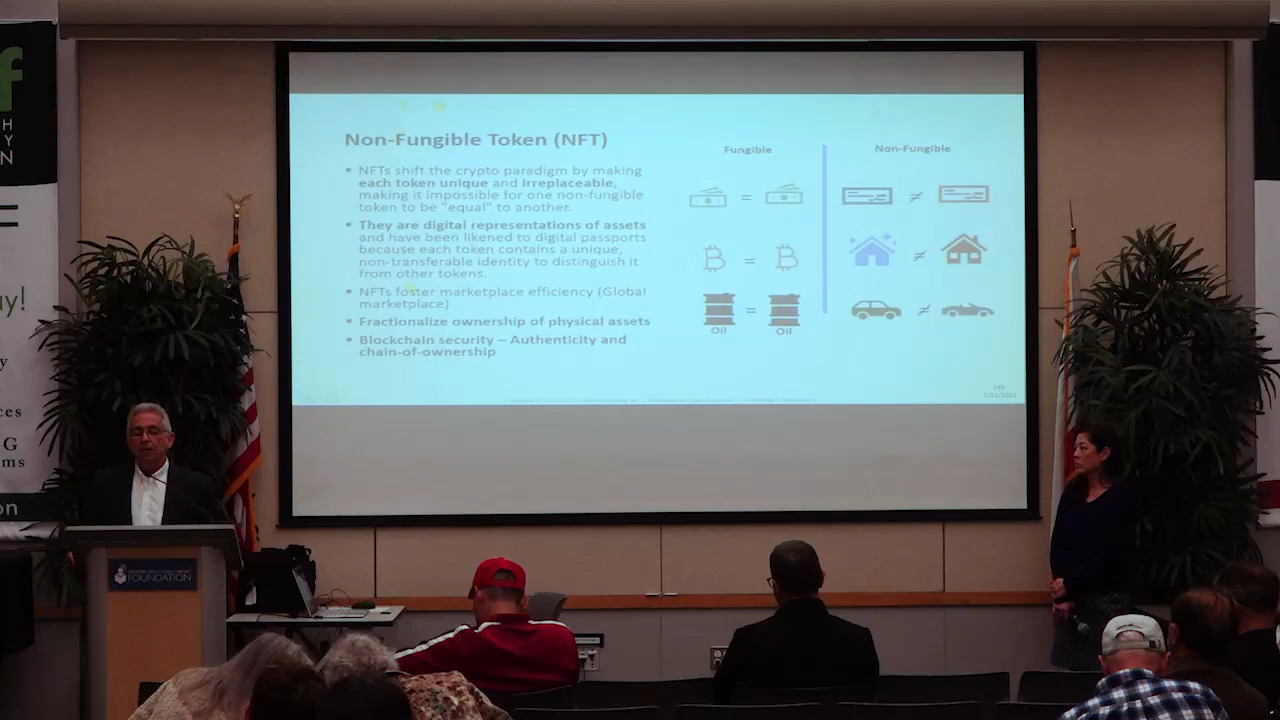 f
H
Y
N
ay!
y
ces
G
ms
on
Non-Fungible Token (NFT)
▪ NFTs shift the crypto paradigm by making
each token unique and irreplaceable,
making it impossible for one non-fungible
token to be "equal" to another.
▪ They are digital representations of assets
and have been likened to digital passports
because each token contains a unique,
non-transferable identity to distinguish it
from other tokens.
▪ NFTs foster marketplace efficiency (Global
marketplace)
▪ Fractionalize ownership of physical assets
▪ Blockchain security – Authenticity and
chain-of-ownership
Fungible
Non-Fungible
= ≠
= ≠
= ≠
Oil Oil
FOUNDATION